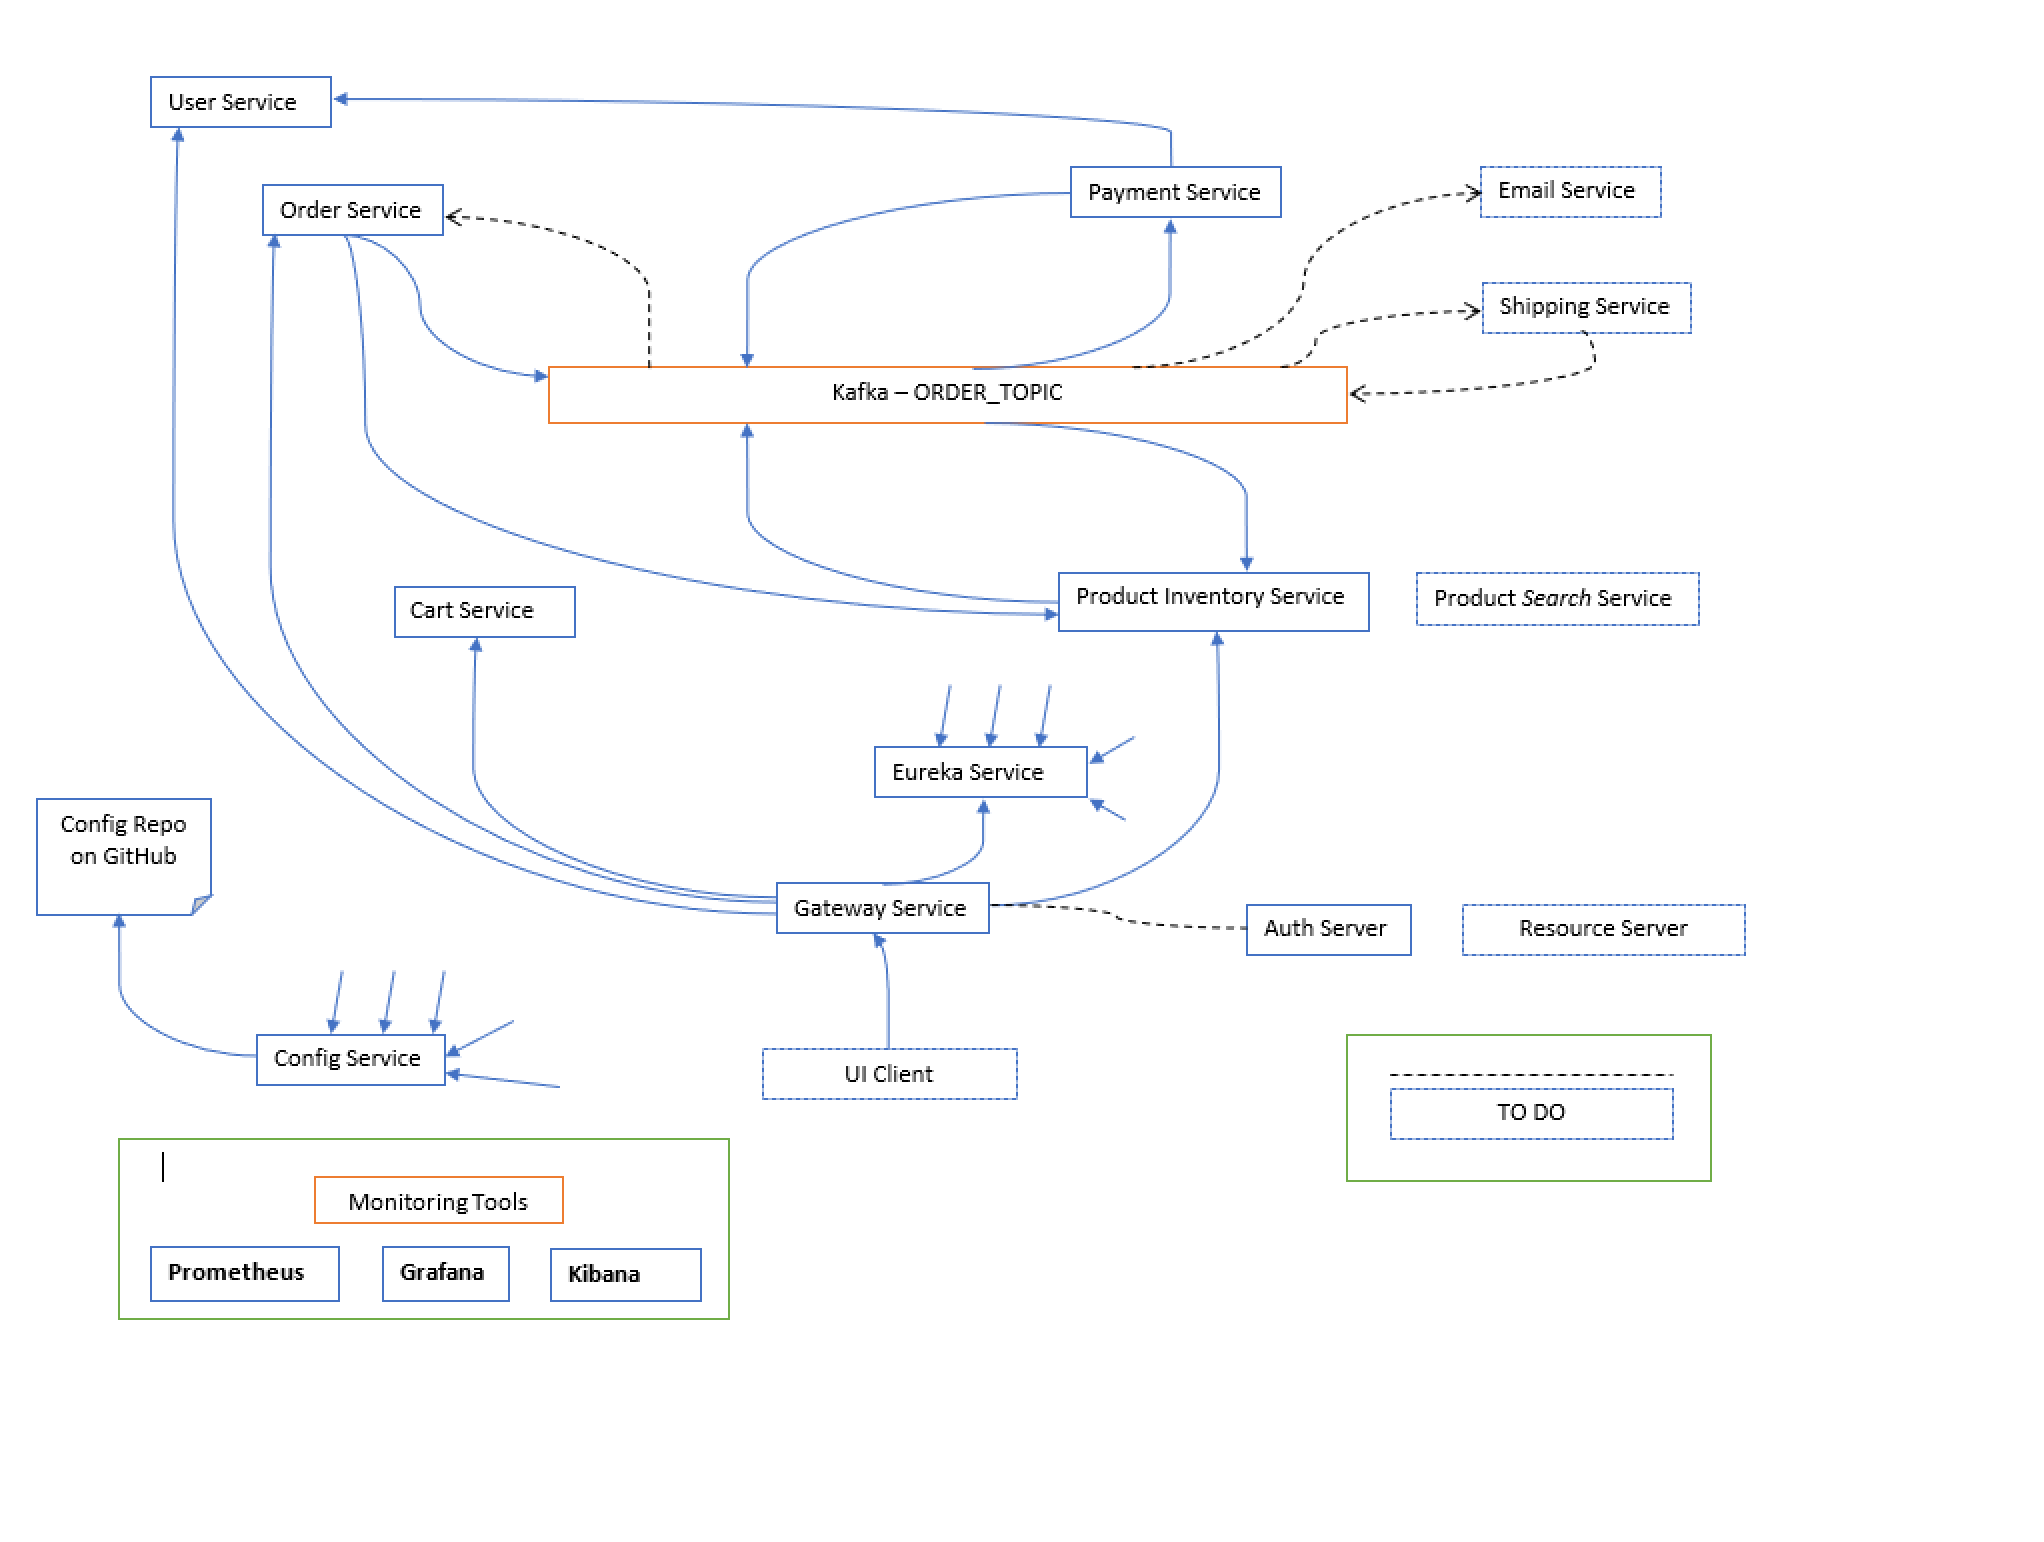 User Service
Payment Service
Email Service
Order Service
Shipping Service
Kafka – ORDER_TOPIC
Product Inventory Service
Product Search Service
Cart Service
Eureka Service
Config Repo
on GitHub
Gateway Service
Auth Server
Resource Server
Config Service
UI Client
TO DO
Monitoring Tools
Prometheus
Grafana
Kibana